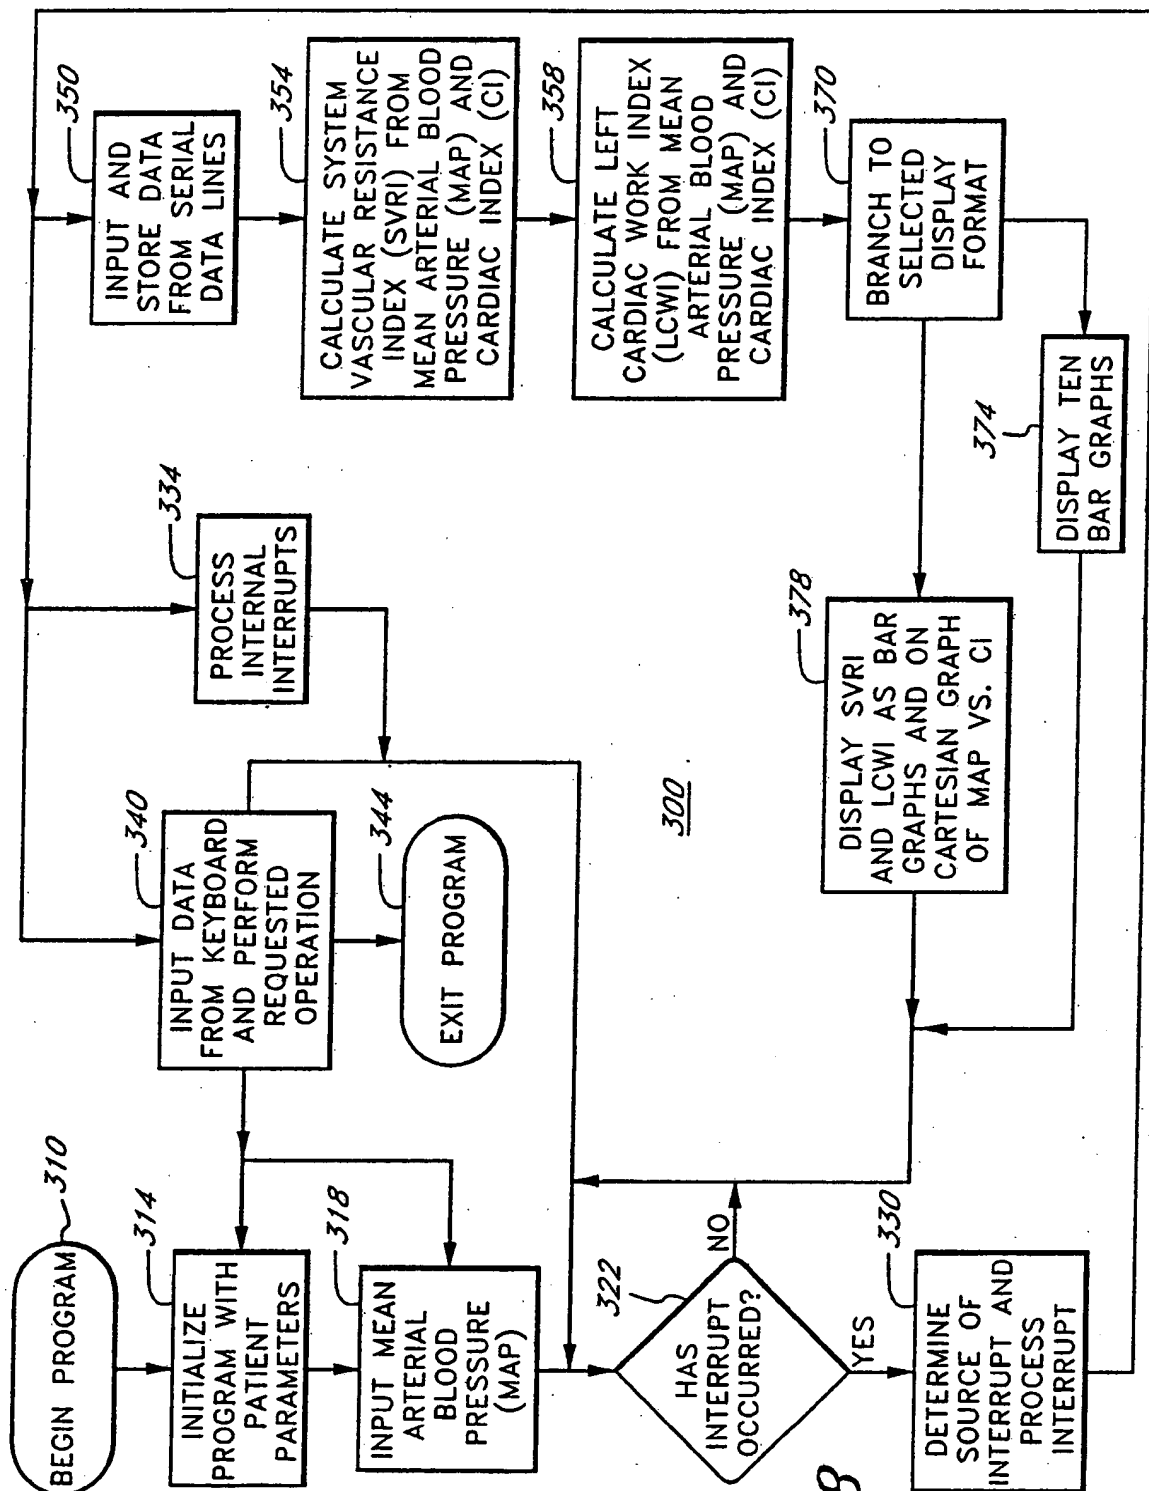 BEGIN PROGRAM
310
INITIALIZE
PROGRAM WITH
PATIENT
PARAMETERS
314
INPUT MEAN
ARTERIAL
BLOOD
PRESSURE
(MAP)
318
HAS
INTERRUPT
OCCURRED?
322
NO
YES
DETERMINE
SOURCE OF
INTERRUPT AND
PROCESS
INTERRUPT
330
INPUT DATA
FROM KEYBOARD
AND PERFORM
REQUESTED
OPERATION
340
EXIT PROGRAM
344
PROCESS
INTERNAL
INTERRUPTS
334
300
INPUT AND
STORE DATA
FROM SERIAL
DATA LINES
350
CALCULATE SYSTEM
VASCULAR RESISTANCE
INDEX (SVRI) FROM
MEAN ARTERIAL BLOOD
PRESSURE (MAP) AND
CARDIAC INDEX (CI)
354
CALCULATE LEFT
CARDIAC WORK INDEX
(LCWI) FROM MEAN
ARTERIAL BLOOD
PRESSURE (MAP) AND
CARDIAC INDEX (CI)
358
BRANCH TO
SELECTED
DISPLAY
FORMAT
370
DISPLAY TEN
BAR GRAPHS
374
DISPLAY SVRI
AND LCWI AS BAR
GRAPHS AND ON
CARTESIAN GRAPH
OF MAP VS. CI
378
8